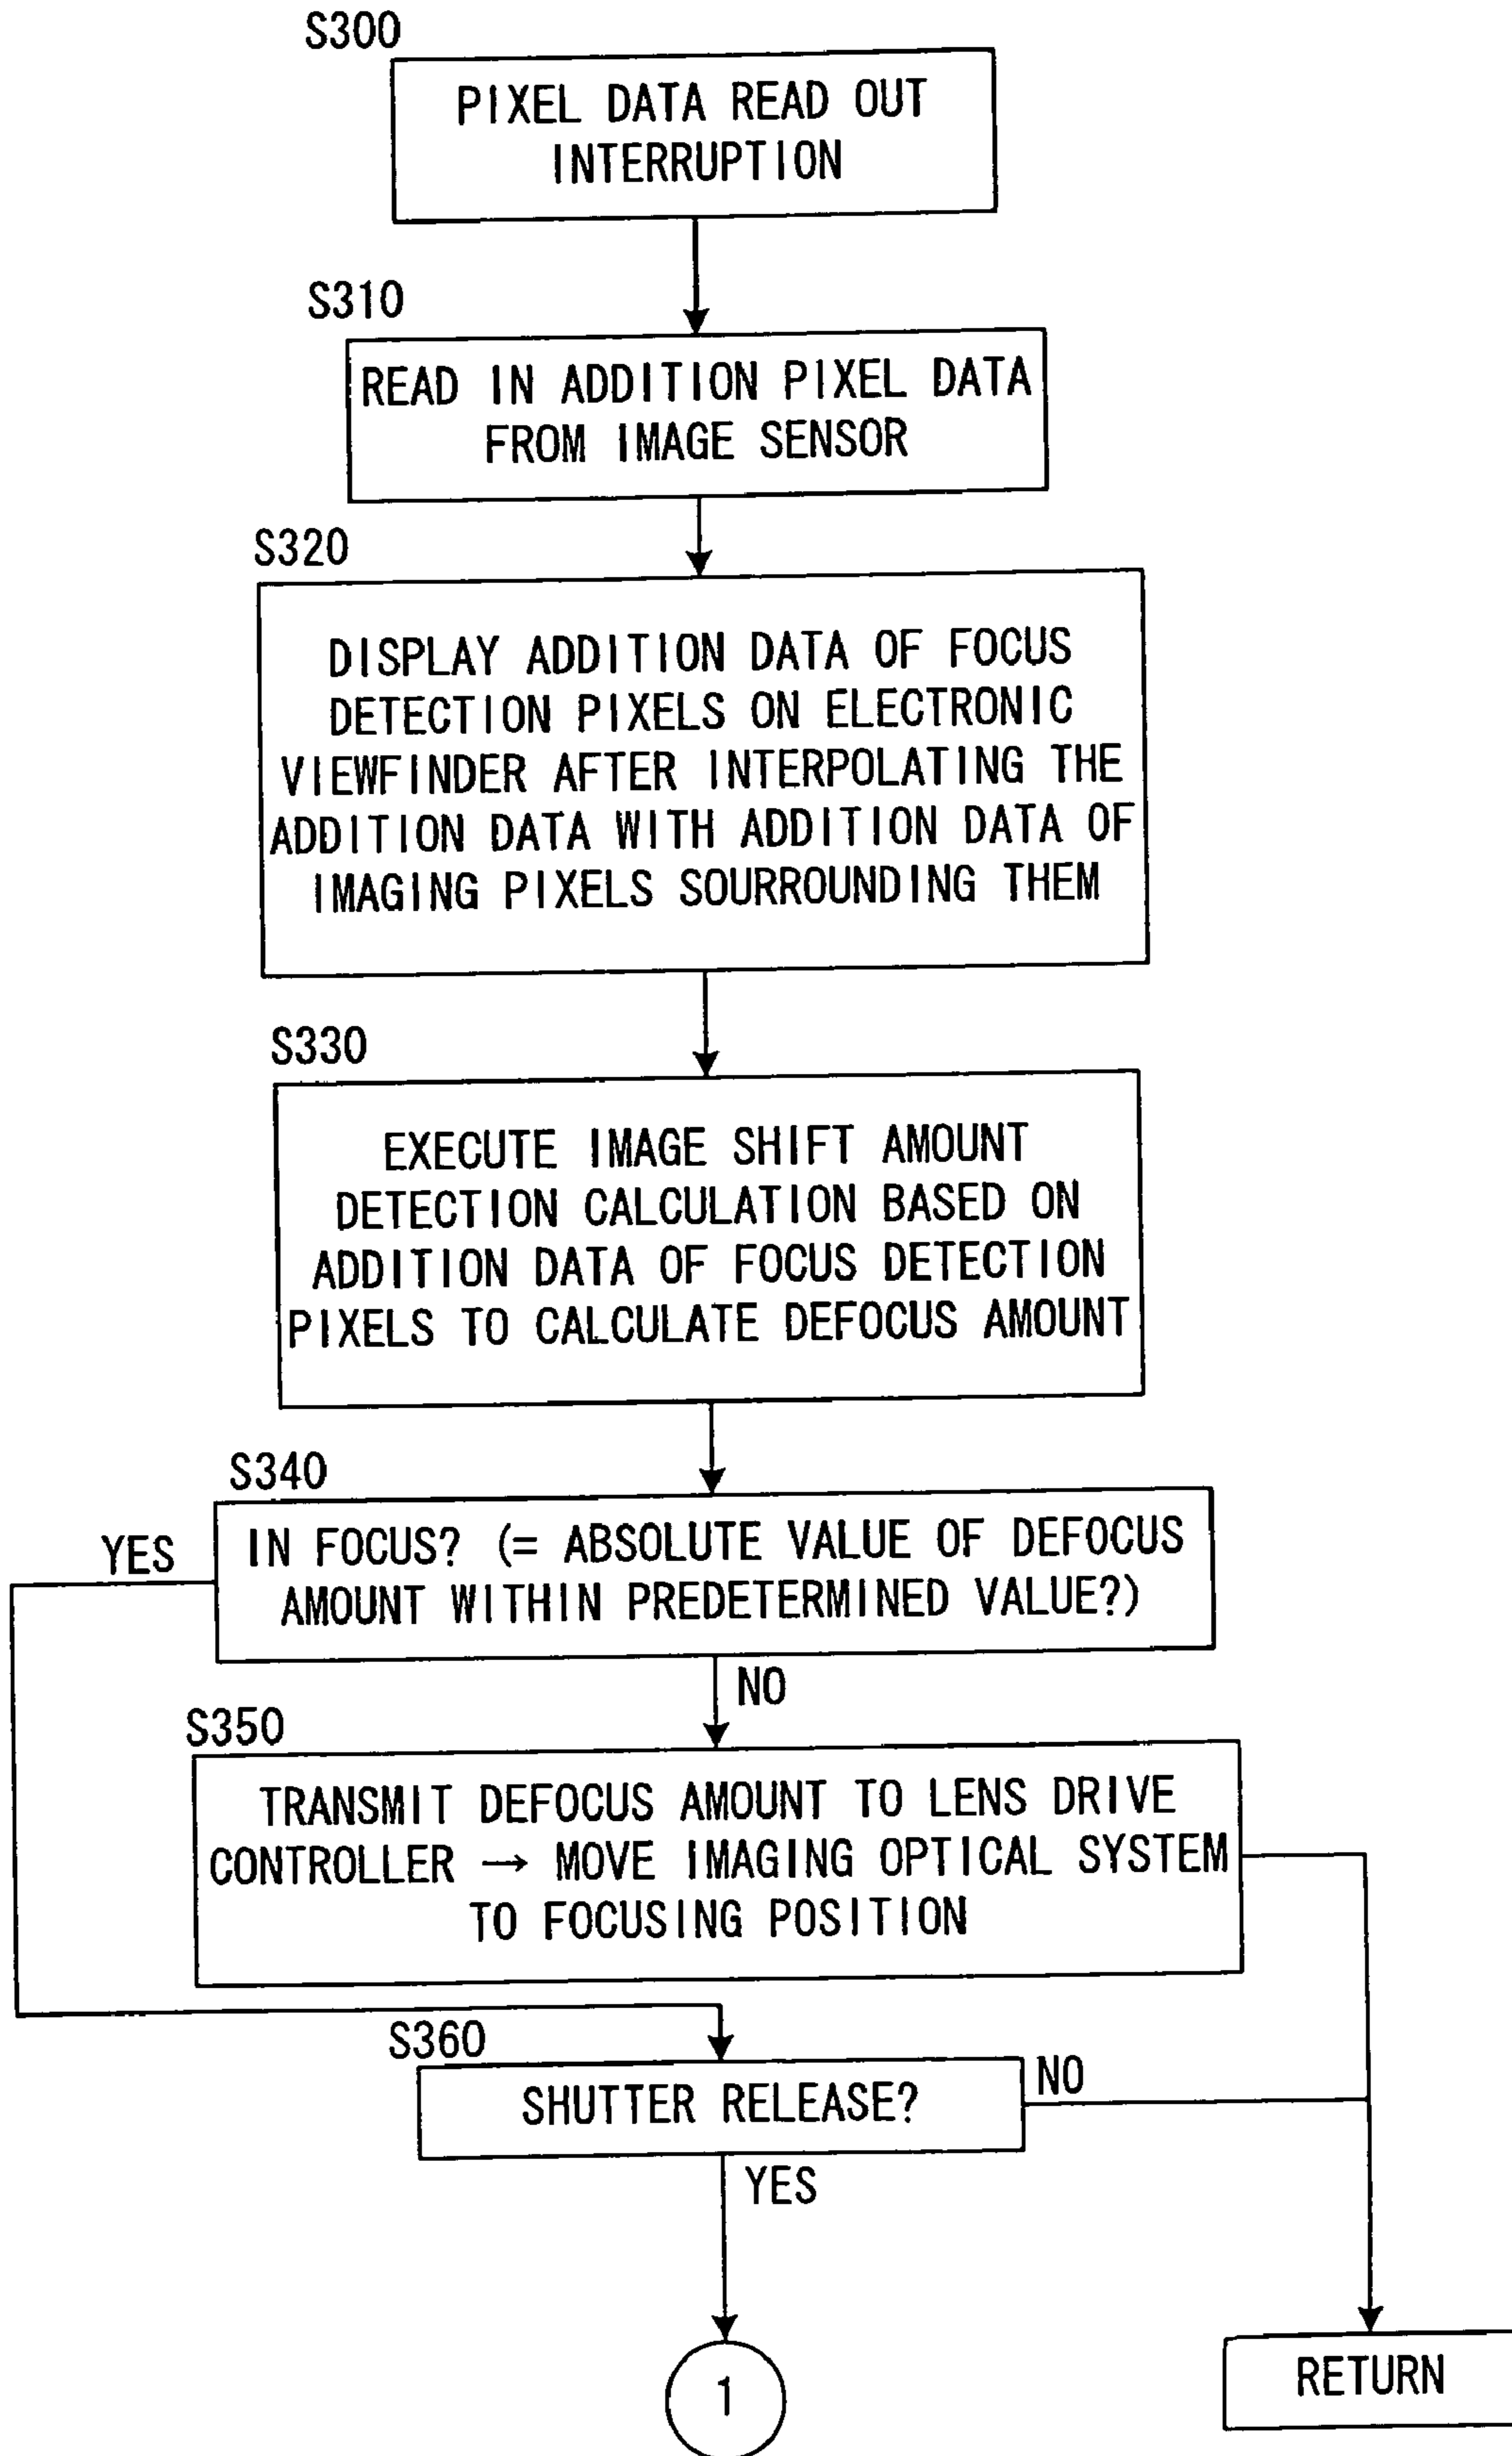 S300
PIXEL DATA READ OUT
INTERRUPTION
S310
READ IN ADDITION PIXEL DATA
FROM IMAGE SENSOR
S320
DISPLAY ADDITION DATA OF FOCUS
DETECTION PIXELS ON ELECTRONIC
VIEWFINDER AFTER INTERPOLATING THE
ADDITION DATA WITH ADDITION DATA OF
IMAGING PIXELS SOURROUNDING THEM
S330
EXECUTE IMAGE SHIFT AMOUNT
DETECTION CALCULATION BASED ON
ADDITION DATA OF FOCUS DETECTION
PIXELS TO CALCULATE DEFOCUS AMOUNT
S340
YES
IN FOCUS? (= ABSOLUTE VALUE OF DEFOCUS
AMOUNT WITHIN PREDETERMINED VALUE?)
NO
S350
TRANSMIT DEFOCUS AMOUNT TO LENS DRIVE
CONTROLLER → MOVE IMAGING OPTICAL SYSTEM
TO FOCUSING POSITION
S360
SHUTTER RELEASE?
NO
YES
1
RETURN